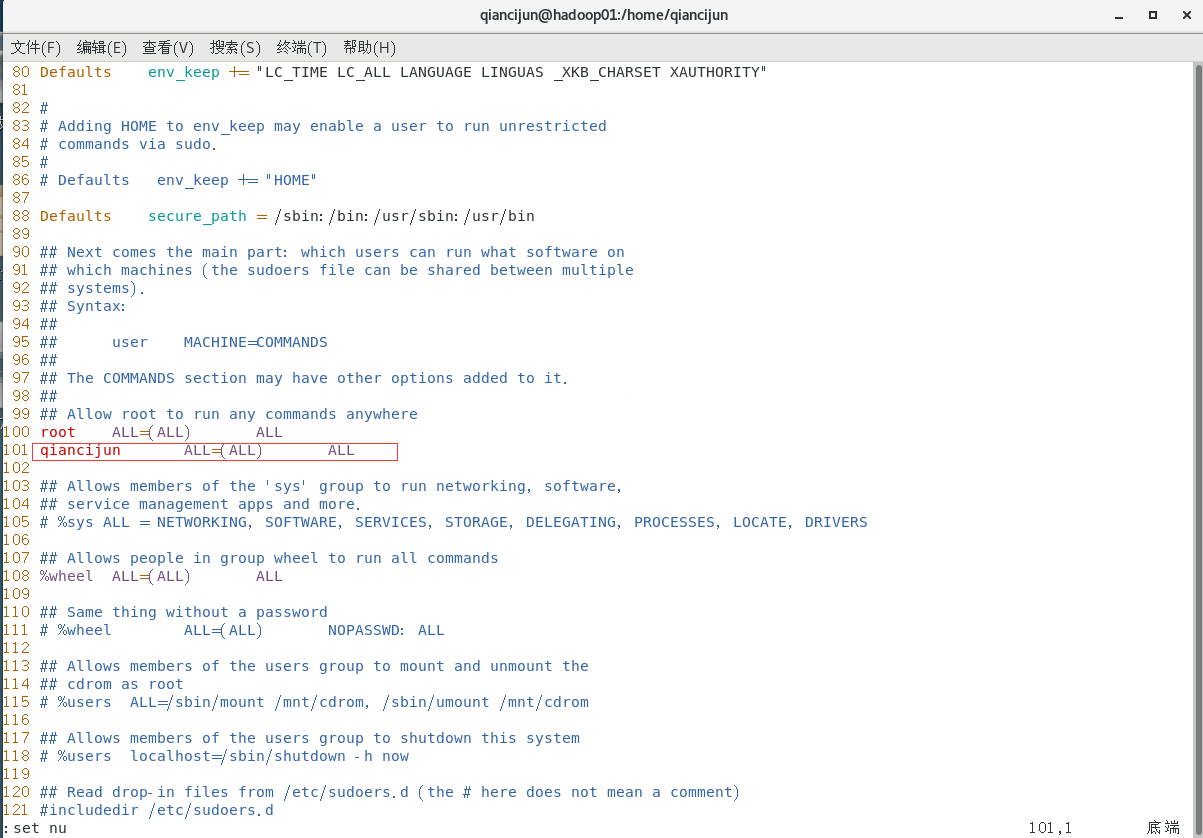 qiancijun@hadoop01:/home/qiancijun
文件(F) 编辑(E) 查看(V) 搜索(S) 终端(T) 帮助(H)
80 Defaults    env_keep += "LC_TIME LC_ALL LANGUAGE LINGUAS _XKB_CHARSET XAUTHORITY"
81
82 #
83 # Adding HOME to env_keep may enable a user to run unrestricted
84 # commands via sudo.
85 #
86 # Defaults   env_keep += "HOME"
87
88 Defaults    secure_path = /sbin:/bin:/usr/sbin:/usr/bin
89
90 ## Next comes the main part: which users can run what software on
91 ## which machines (the sudoers file can be shared between multiple
92 ## systems).
93 ## Syntax:
94 ##
95 ##      user    MACHINE=COMMANDS
96 ##
97 ## The COMMANDS section may have other options added to it.
98 ##
99 ## Allow root to run any commands anywhere
100 root    ALL=(ALL)       ALL
101 qiancijun       ALL=(ALL)       ALL
102
103 ## Allows members of the 'sys' group to run networking, software,
104 ## service management apps and more.
105 # %sys ALL = NETWORKING, SOFTWARE, SERVICES, STORAGE, DELEGATING, PROCESSES, LOCATE, DRIVERS
106
107 ## Allows people in group wheel to run all commands
108 %wheel  ALL=(ALL)       ALL
109
110 ## Same thing without a password
111 # %wheel        ALL=(ALL)       NOPASSWD: ALL
112
113 ## Allows members of the users group to mount and unmount the
114 ## cdrom as root
115 # %users  ALL=/sbin/mount /mnt/cdrom, /sbin/umount /mnt/cdrom
116
117 ## Allows members of the users group to shutdown this system
118 # %users  localhost=/sbin/shutdown -h now
119
120 ## Read drop-in files from /etc/sudoers.d (the # here does not mean a comment)
121 #includedir /etc/sudoers.d
:set nu 101,1 底端